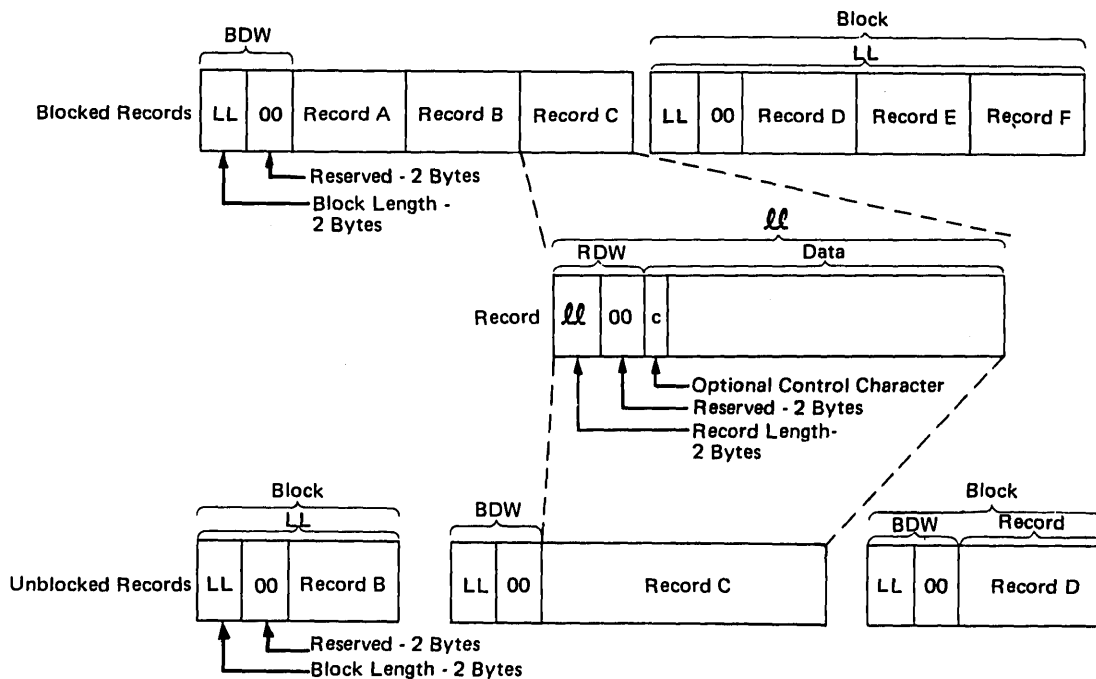 Block
BDW
LL
Blocked Records LL 00 Record A Record B Record C LL 00 Record D Record E Record F
Reserved - 2 Bytes
Block Length -
2 Bytes
ll
RDW Data
Record ll 00 c
Optional Control Character
Reserved - 2 Bytes
Record Length-
2 Bytes
Block Block
LL BDW BDW Record
Unblocked Records LL 00 Record B LL 00 Record C LL 00 Record D
Reserved - 2 Bytes
Block Length - 2 Bytes